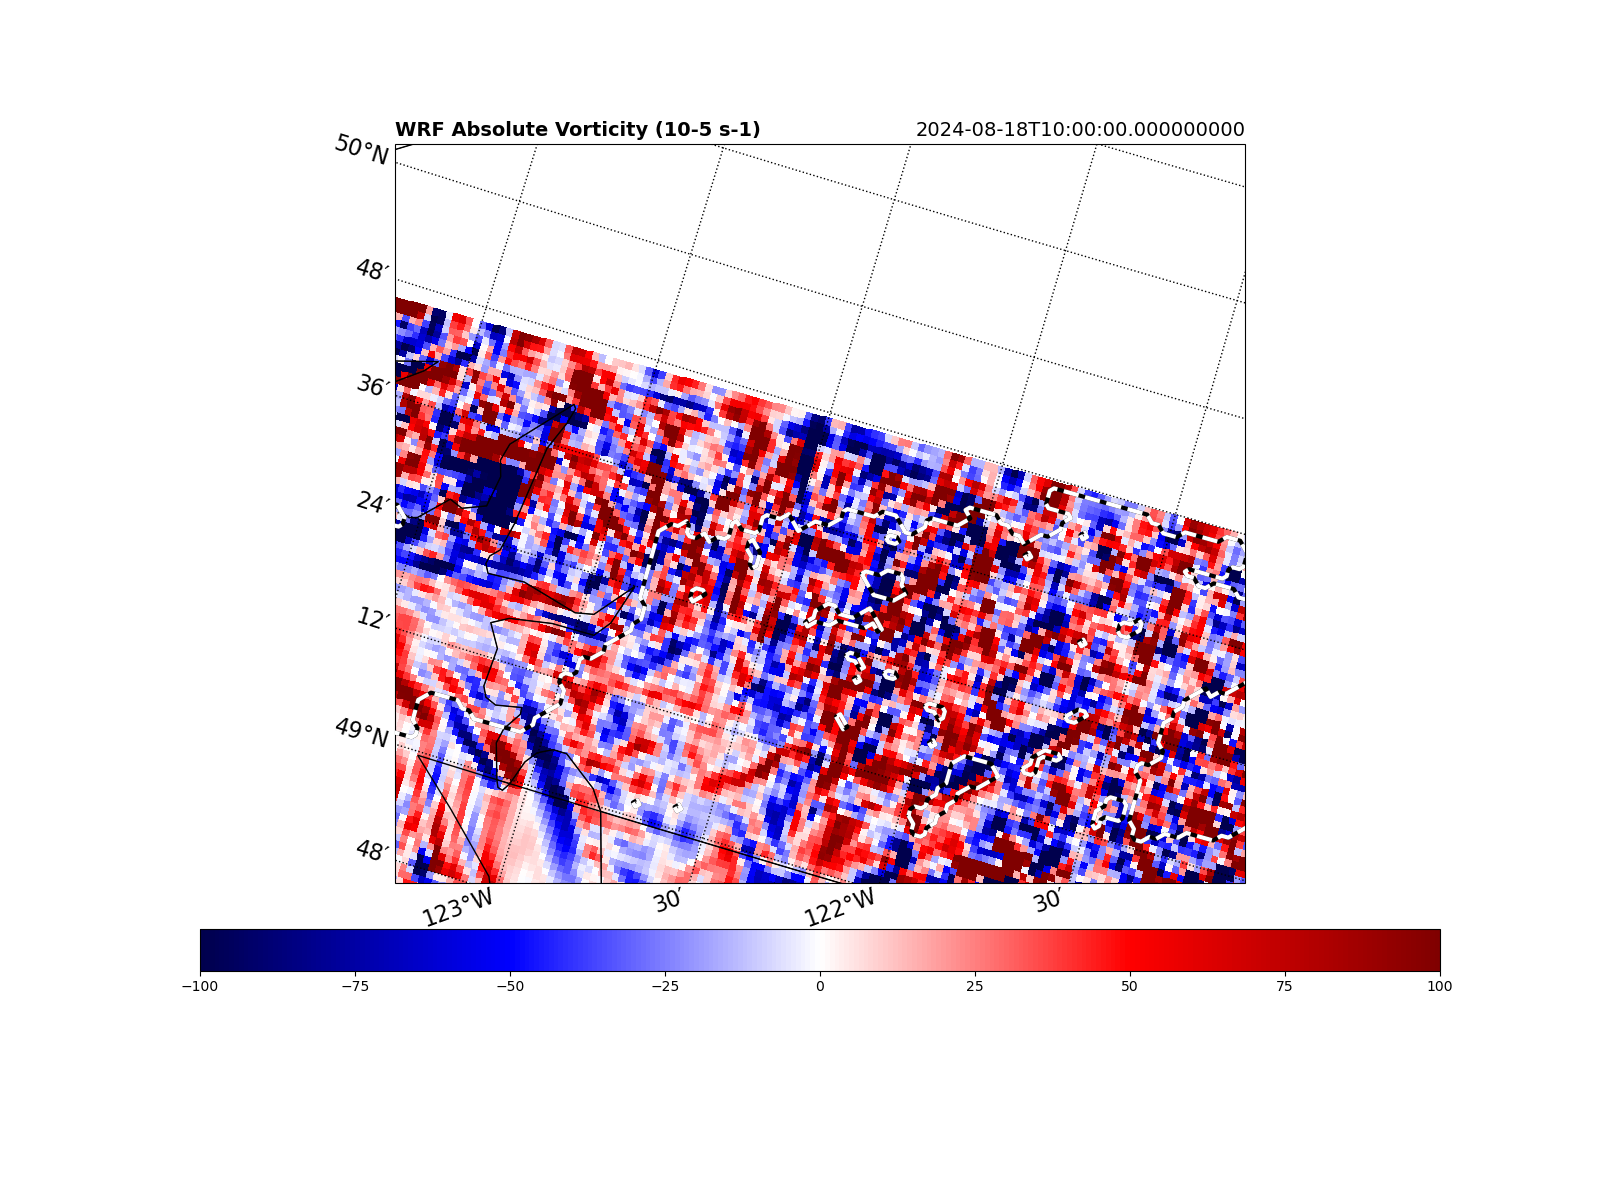 WRF Absolute Vorticity (10-5 s-1) 2024-08-18T10:00:00.000000000
50°N
48′
36′
24′
12′
49°N
48′
123°W 30′ 122°W 30′
−100 −75 −50 −25 0 25 50 75 100